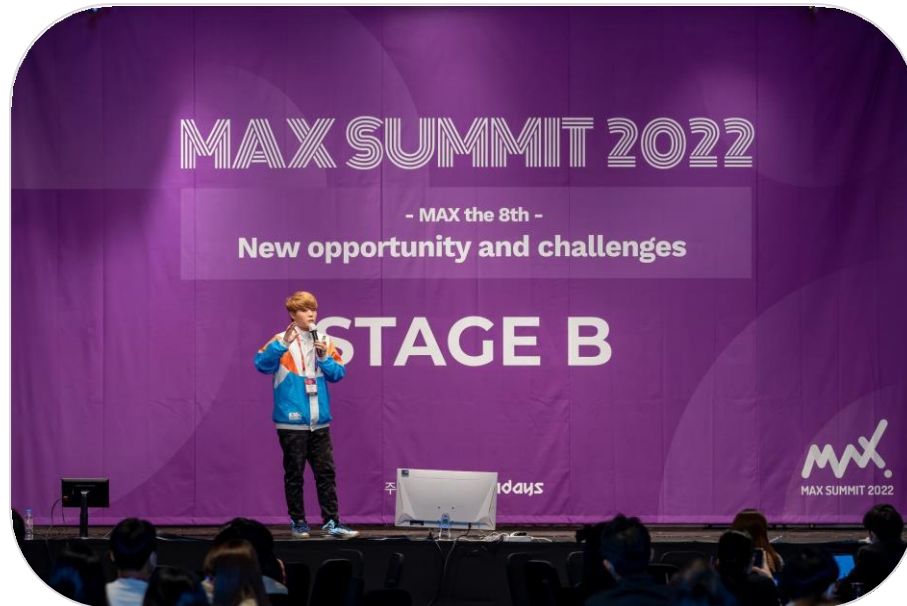 MAX SUMMIT 2022
- MAX the 8th -
New opportunity and challenges
STAGE B
주
idays
MAX.
MAX SUMMIT 2022